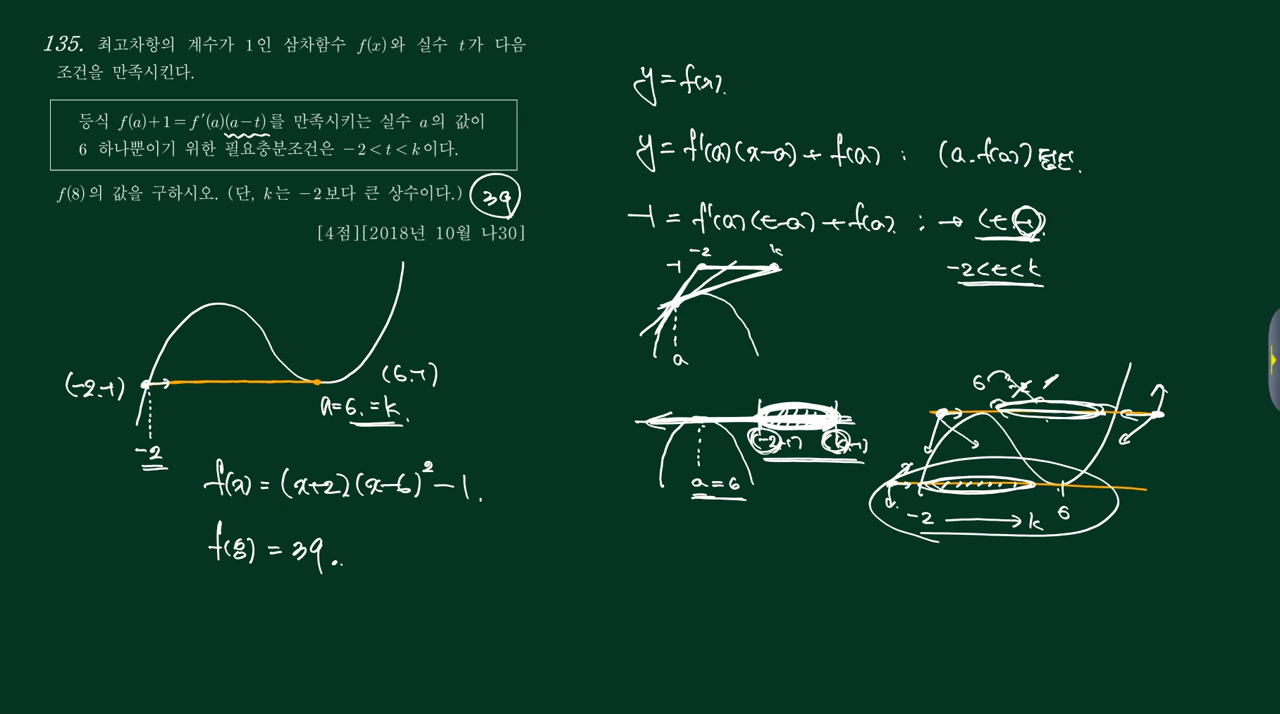 135. 최고차항의 계수가 1인 삼차함수 f(x)와 실수 t가 다음
조건을 만족시킨다.
등식 f(a)+1=f'(a)(a-t)를 만족시키는 실수 a의 값이
6 하나뿐이기 위한 필요충분조건은 -2<t<k이다.
f(8)의 값을 구하시오. (단, k는 -2보다 큰 상수이다.) 39
[4점][2018년 10월 나30]
(-2.-1)
(6.-1)
a=6. = k.
-2
f(x) = (x+2)(x-6)² -1.
f(8) = 39.
y = f(x).
y = f'(a)(x-a) + f(a) : (a. f(a)) 접선.
-1 = f'(a)(t-a) + f(a). : → (t.-1)
-2<t<k
-2
k
-1
a
(-2.-1)
(k.-1)
a=6
6
-2 → k
6